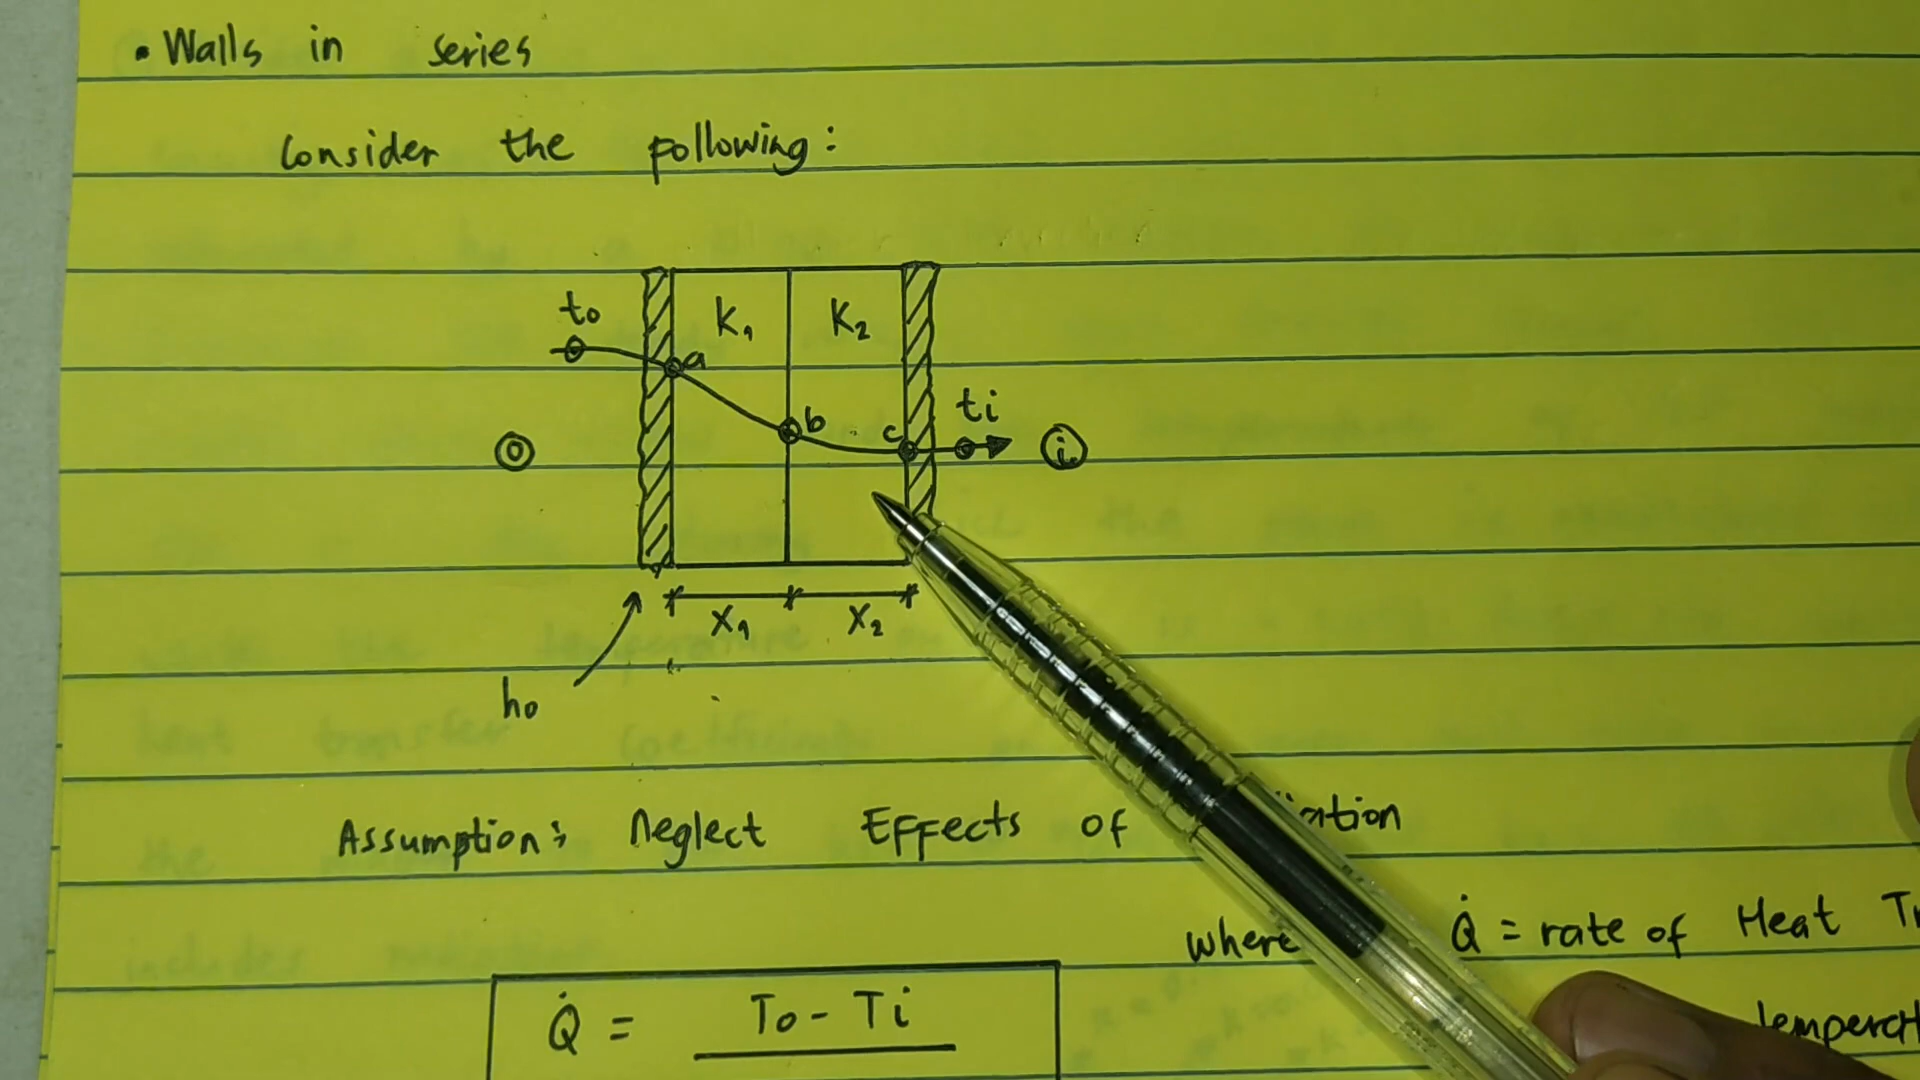 • Walls in series
Consider the following:
to
K1 K2
a
b
c
ti
o
i
x1 x2
ho
Assumption: Neglect Effects of
where Q̇ = rate of Heat
Q̇ = To - Ti